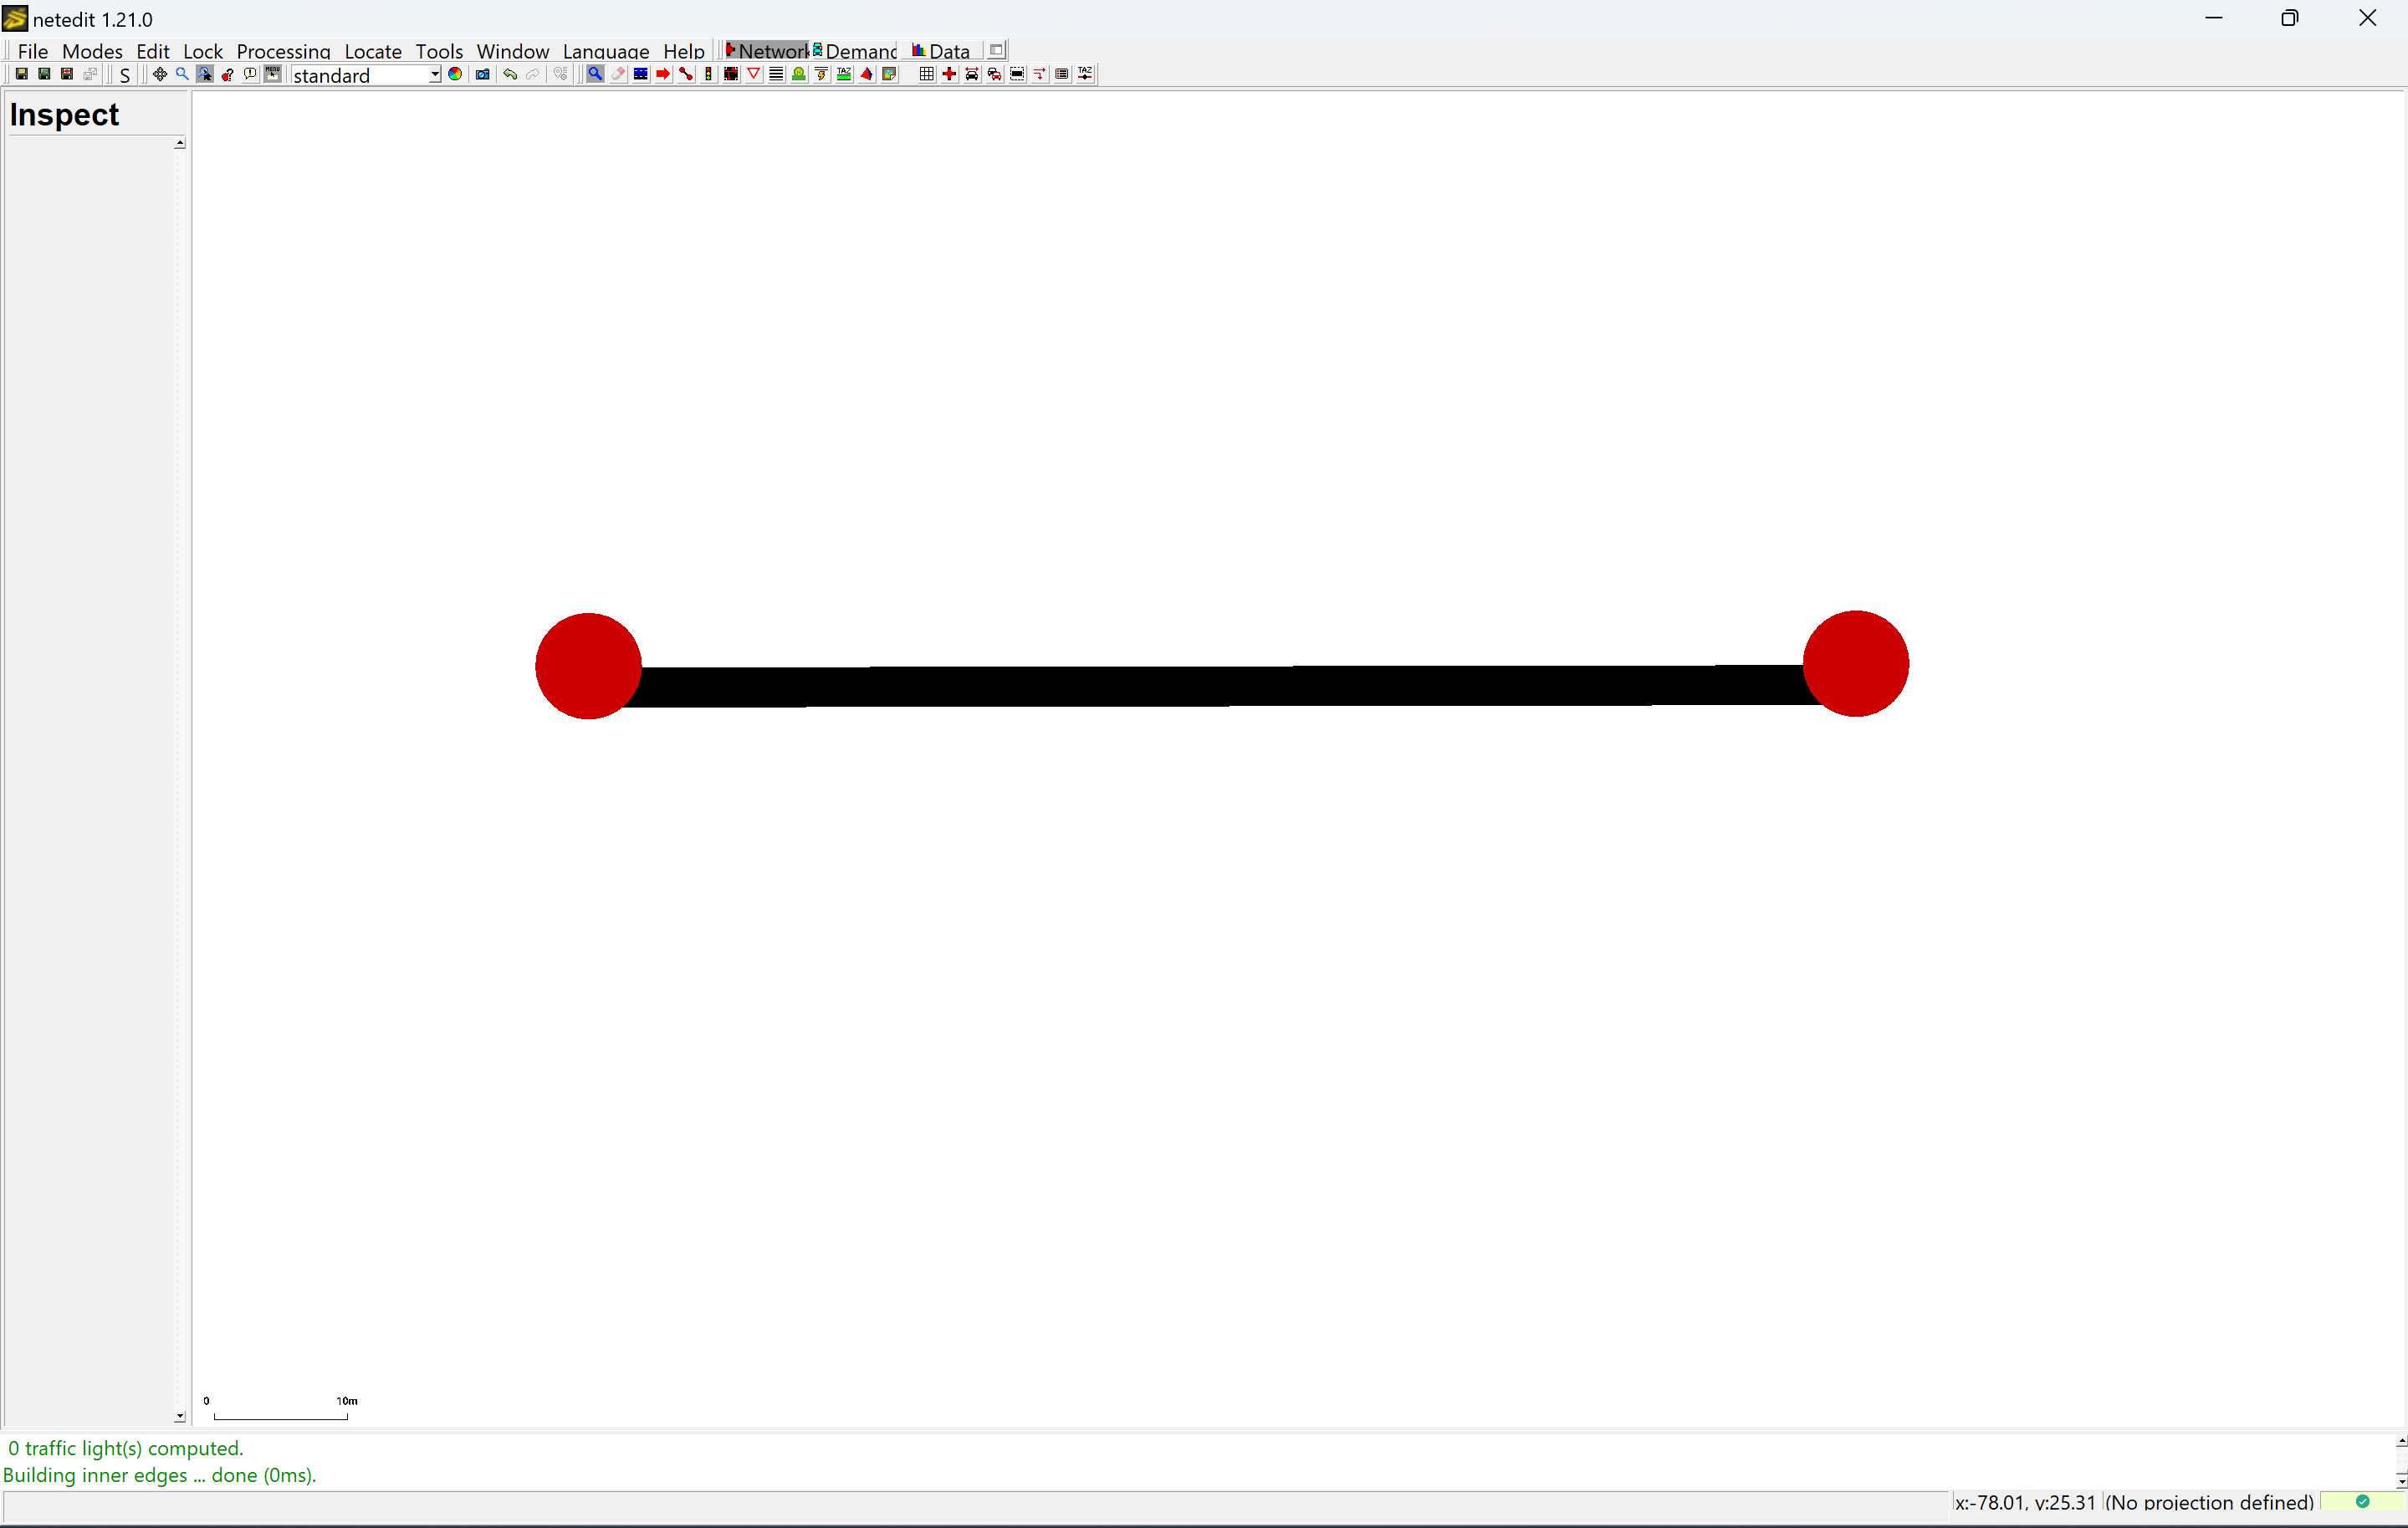 netedit 1.21.0
File Modes Edit Lock Processing Locate Tools Window Language Help Network Demand Data
S standard
Inspect
0 10m
0 traffic light(s) computed.
Building inner edges ... done (0ms).
x:-78.01, y:25.31 (No projection defined)